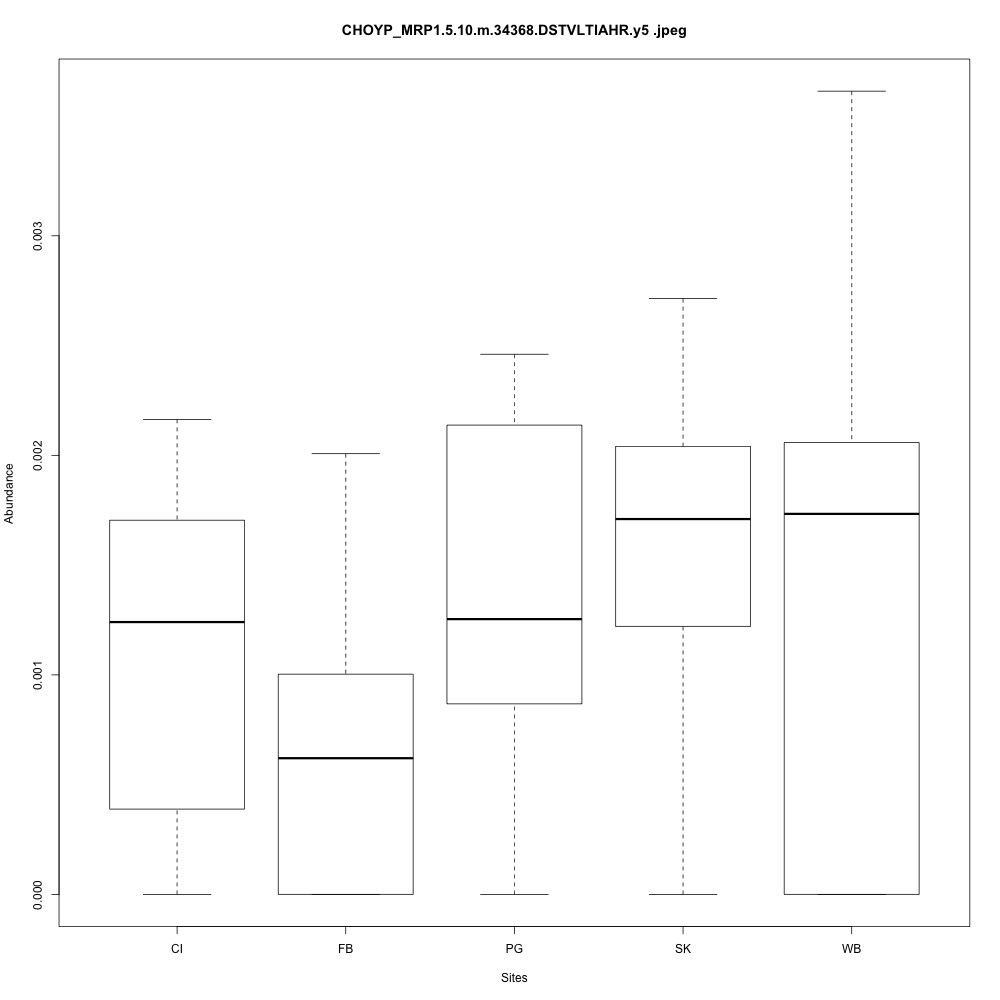 CHOYP_MRP1.5.10.m.34368.DSTVLTIAHR.y5 .jpeg
Abundance
0.003
0.002
0.001
0.000
CI FB PG SK WB
Sites